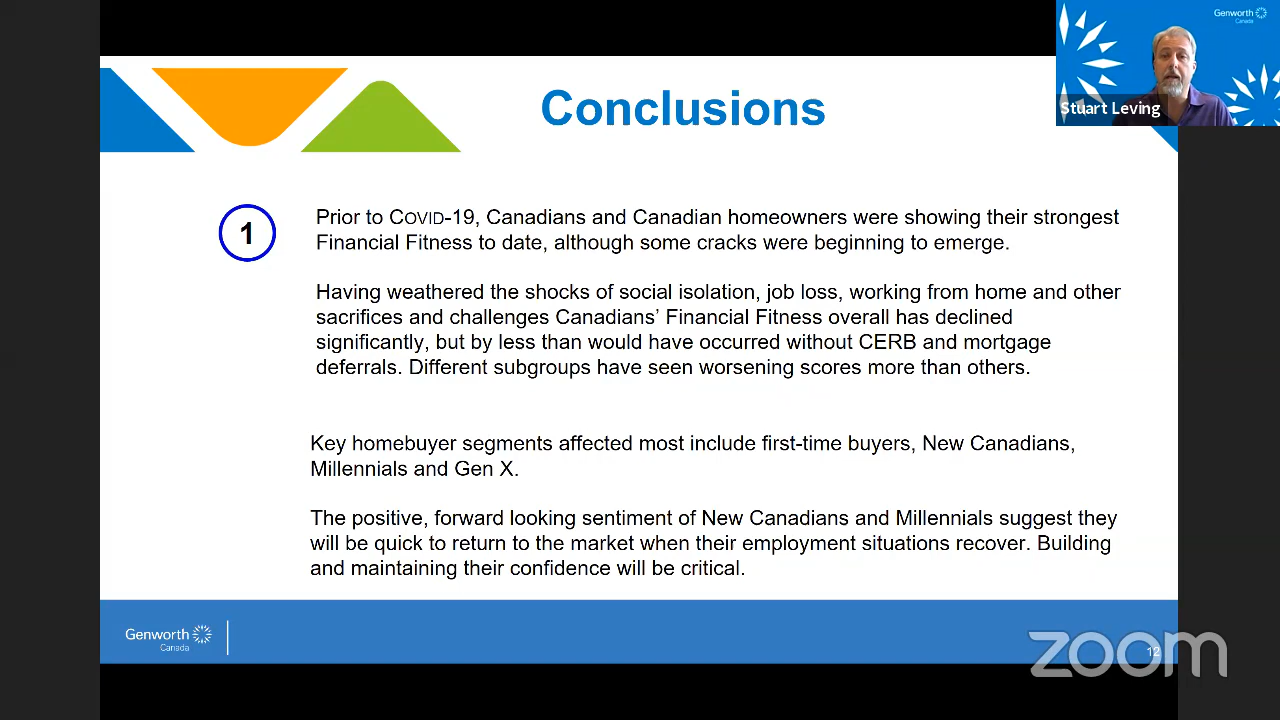 Genworth
Canada
Stuart Leving
Conclusions
1
Prior to COVID-19, Canadians and Canadian homeowners were showing their strongest
Financial Fitness to date, although some cracks were beginning to emerge.
Having weathered the shocks of social isolation, job loss, working from home and other
sacrifices and challenges Canadians’ Financial Fitness overall has declined
significantly, but by less than would have occurred without CERB and mortgage
deferrals. Different subgroups have seen worsening scores more than others.
Key homebuyer segments affected most include first-time buyers, New Canadians,
Millennials and Gen X.
The positive, forward looking sentiment of New Canadians and Millennials suggest they
will be quick to return to the market when their employment situations recover. Building
and maintaining their confidence will be critical.
Genworth
Canada
12
zoom